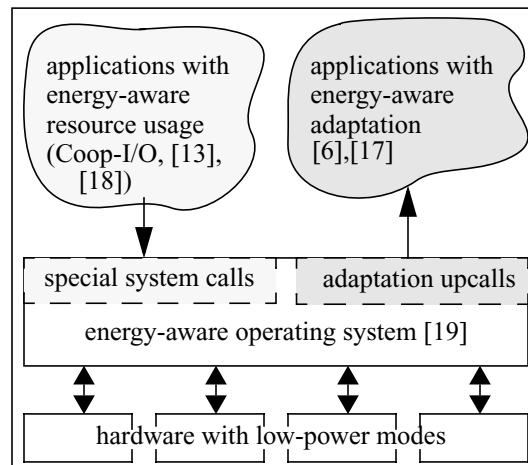 applications with
energy-aware
resource usage
(Coop-I/O, [13],
[18])
applications with
energy-aware
adaptation
[6],[17]
special system calls
adaptation upcalls
energy-aware operating system [19]
hardware with low-power modes